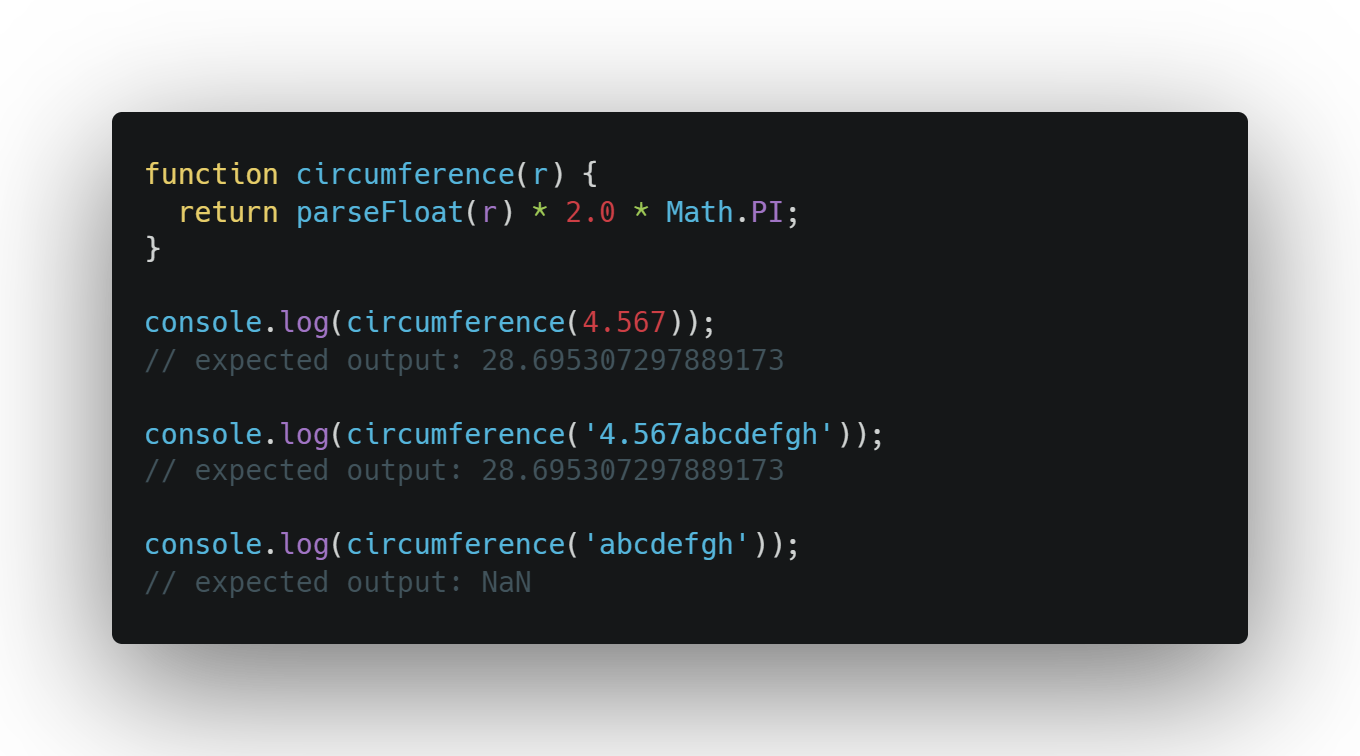 function circumference(r) {
  return parseFloat(r) * 2.0 * Math.PI;
}
console.log(circumference(4.567));
// expected output: 28.695307297889173
console.log(circumference('4.567abcdefgh'));
// expected output: 28.695307297889173
console.log(circumference('abcdefgh'));
// expected output: NaN